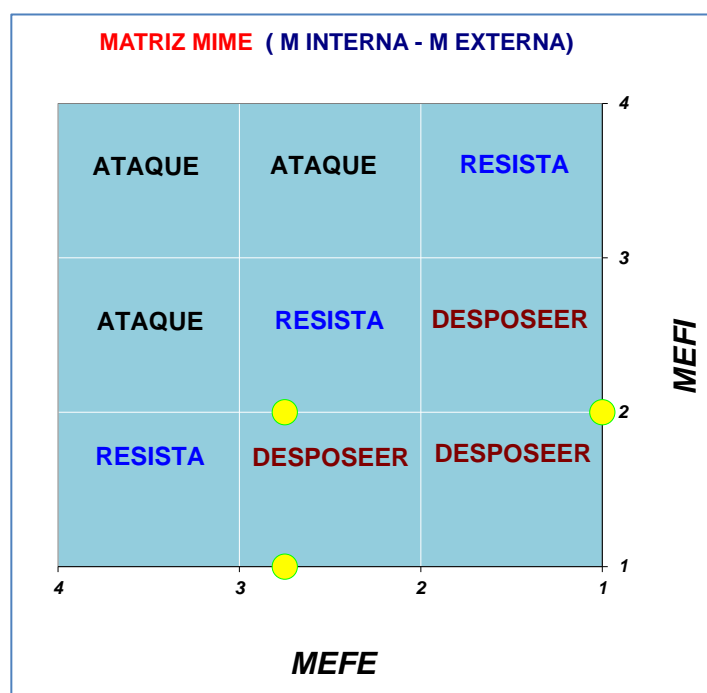 MATRIZ MIME ( M INTERNA - M EXTERNA)
4
ATAQUE ATAQUE RESISTA
3
ATAQUE RESISTA DESPOSEER
MEFI
2
RESISTA DESPOSEER DESPOSEER
1
4 3 2 1
MEFE